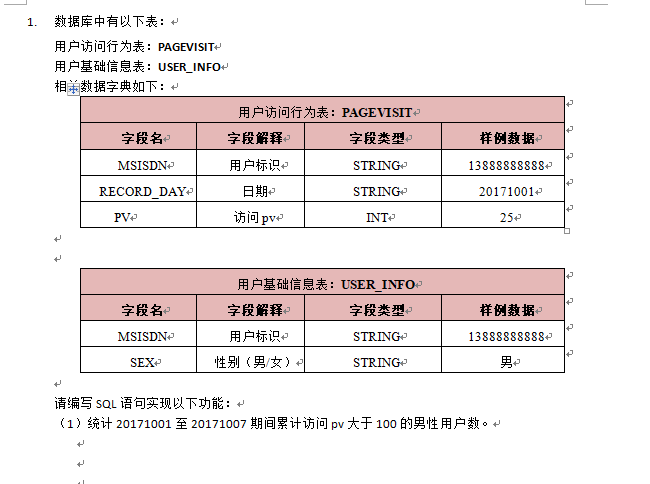 1. 数据库中有以下表：
用户访问行为表：PAGEVISIT
用户基础信息表：USER_INFO
相关数据字典如下：
用户访问行为表：PAGEVISIT
字段名 字段解释 字段类型 样例数据
MSISDN 用户标识 STRING 13888888888
RECORD_DAY 日期 STRING 20171001
PV 访问 pv INT 25
用户基础信息表：USER_INFO
字段名 字段解释 字段类型 样例数据
MSISDN 用户标识 STRING 13888888888
SEX 性别（男/女） STRING 男
请编写 SQL 语句实现以下功能：
（1）统计 20171001 至 20171007 期间累计访问 pv 大于 100 的男性用户数。